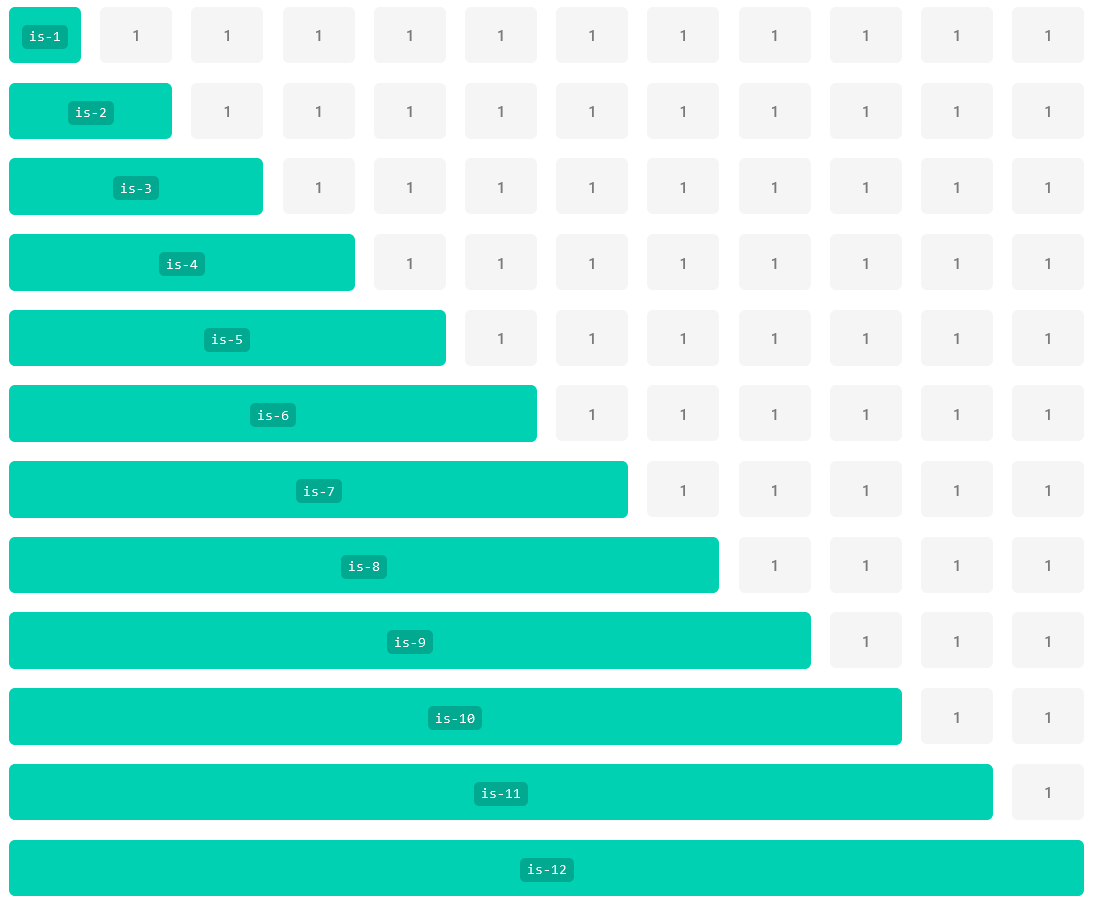 is-1 1 1 1 1 1 1 1 1 1 1 1
is-2 1 1 1 1 1 1 1 1 1 1
is-3 1 1 1 1 1 1 1 1 1
is-4 1 1 1 1 1 1 1 1
is-5 1 1 1 1 1 1 1
is-6 1 1 1 1 1 1
is-7 1 1 1 1 1
is-8 1 1 1 1
is-9 1 1 1
is-10 1 1
is-11 1
is-12